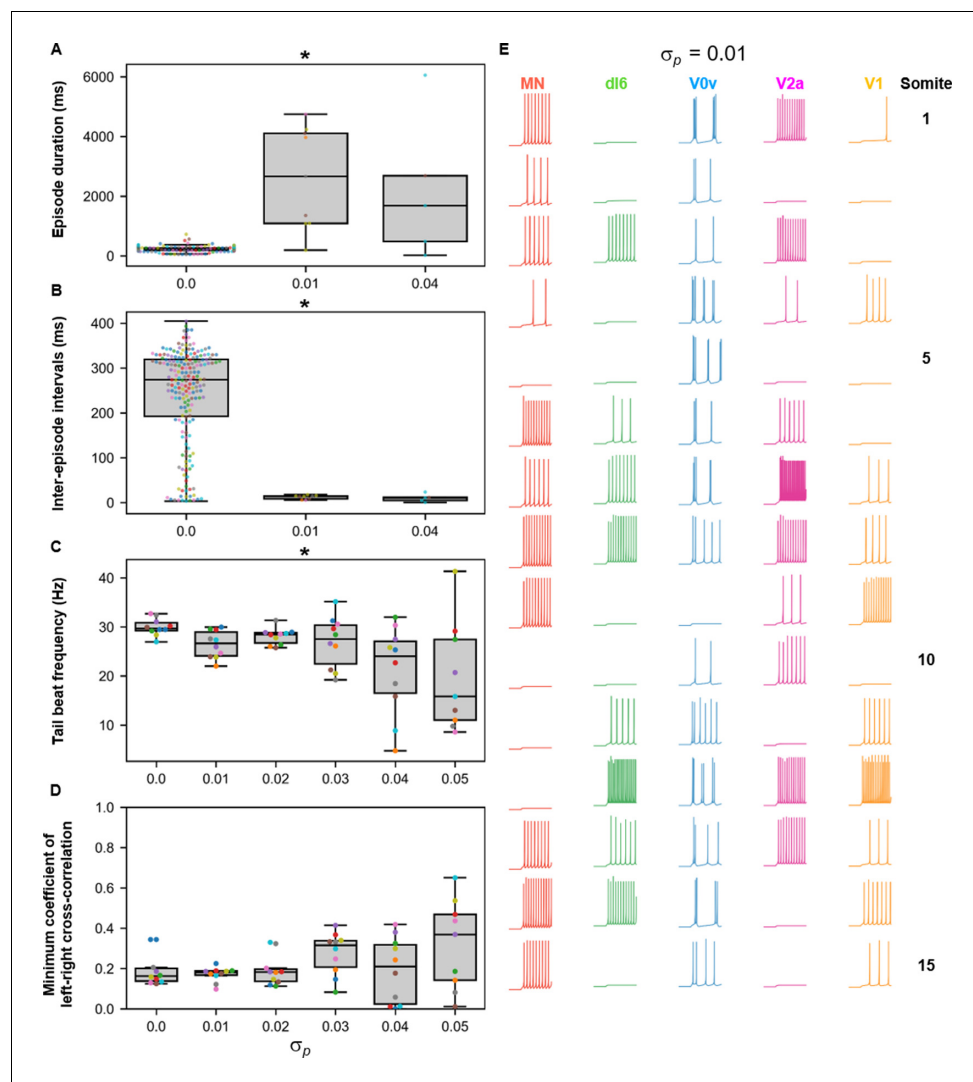 A
*
Episode duration (ms)
6000
4000
2000
0
0.0 0.01 0.04
B
*
Inter-episode intervals (ms)
400
300
200
100
0
0.0 0.01 0.04
C
*
Tail beat frequency (Hz)
40
30
20
10
0.0 0.01 0.02 0.03 0.04 0.05
D
Minimum coefficient of
left-right cross-correlation
1.0
0.8
0.6
0.4
0.2
0.0
0.0 0.01 0.02 0.03 0.04 0.05
σp
E
σp = 0.01
MN dI6 V0v V2a V1 Somite
1
5
10
15